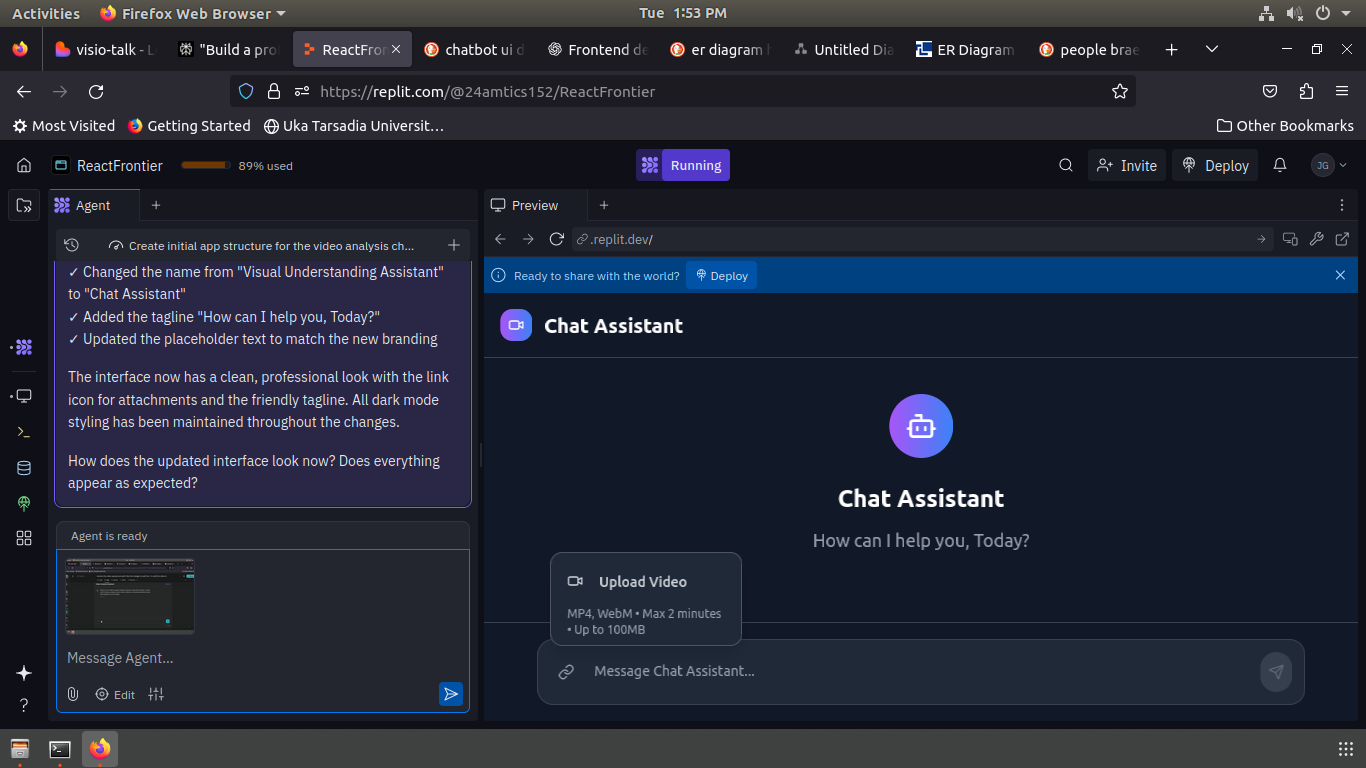 Activities Firefox Web Browser Tue 1:53 PM
visio-talk - L "Build a pro ReactFron chatbot ui d Frontend de er diagram h Untitled Dia ER Diagram people brae
https://replit.com/@24amtics152/ReactFrontier
Most Visited Getting Started Uka Tarsadia Universit… Other Bookmarks
ReactFrontier 89% used Running Invite Deploy JG
Agent
Create initial app structure for the video analysis ch...
✓ Changed the name from "Visual Understanding Assistant"
to "Chat Assistant"
✓ Added the tagline "How can I help you, Today?"
✓ Updated the placeholder text to match the new branding
The interface now has a clean, professional look with the link
icon for attachments and the friendly tagline. All dark mode
styling has been maintained throughout the changes.
How does the updated interface look now? Does everything
appear as expected?
Agent is ready
Message Agent...
Edit
Preview
.replit.dev/
Ready to share with the world? Deploy
Chat Assistant
Chat Assistant
How can I help you, Today?
Upload Video
MP4, WebM • Max 2 minutes
• Up to 100MB
Message Chat Assistant...